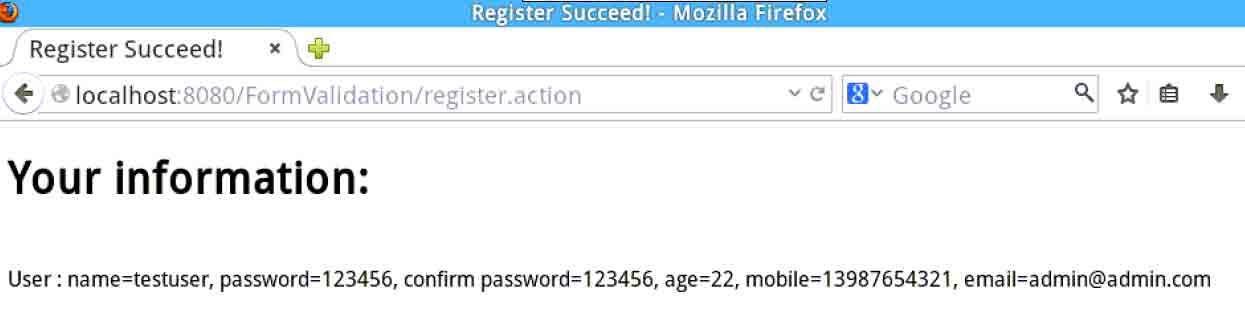 Register Succeed! - Mozilla Firefox
Register Succeed!
localhost:8080/FormValidation/register.action
Google
Your information:
User : name=testuser, password=123456, confirm password=123456, age=22, mobile=13987654321, email=admin@admin.com